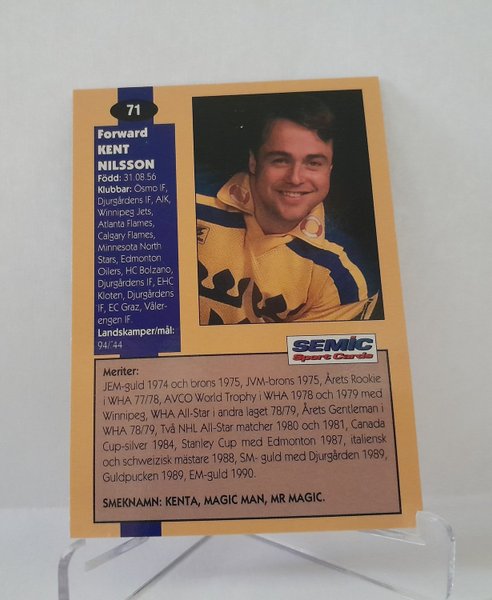 71
Forward
KENT
NILSSON
Född: 31.08.56
Klubbar: Ösmo IF,
Djurgårdens IF, AIK,
Winnipeg Jets,
Atlanta Flames,
Calgary Flames,
Minnesota North
Stars, Edmonton
Oilers, HC Bolzano,
Djurgårdens IF, EHC
Kloten, Djurgårdens
IF, EC Graz, Våler-
engen IF.
Landskamper/mål:
94/44
SEMIC
Sport Cards
Meriter:
JEM-guld 1974 och brons 1975, JVM-brons 1975, Årets Rookie
i WHA 77/78, AVCO World Trophy i WHA 1978 och 1979 med
Winnipeg, WHA All-Star i andra laget 78/79, Årets Gentleman i
WHA 78/79, Två NHL All-Star matcher 1980 och 1981, Canada
Cup-silver 1984, Stanley Cup med Edmonton 1987, italiensk
och schweizisk mästare 1988, SM- guld med Djurgården 1989,
Guldpucken 1989, EM-guld 1990.
SMEKNAMN: KENTA, MAGIC MAN, MR MAGIC.